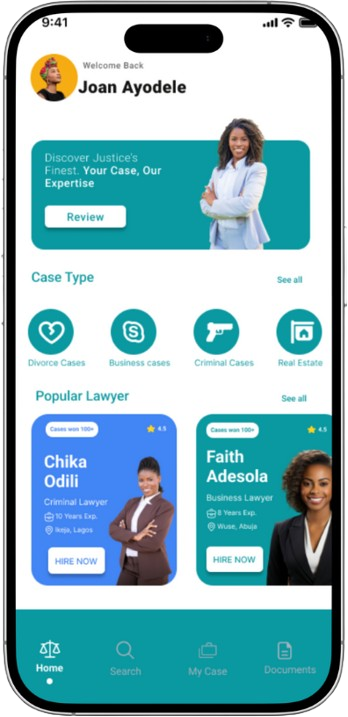 9:41
Welcome Back
Joan Ayodele
Discover Justice's
Finest. Your Case, Our
Expertise
Review
Case Type
See all
Divorce Cases
Business cases
Criminal Cases
Real Estate
Popular Lawyer
See all
Cases won 100+
4.5
Chika
Odili
Criminal Lawyer
10 Years Exp.
Ikeja, Lagos
HIRE NOW
Cases won 100+
4.5
Faith
Adesola
Business Lawyer
8 Years Exp.
Wuse, Abuja
HIRE NOW
Home
Search
My Case
Documents